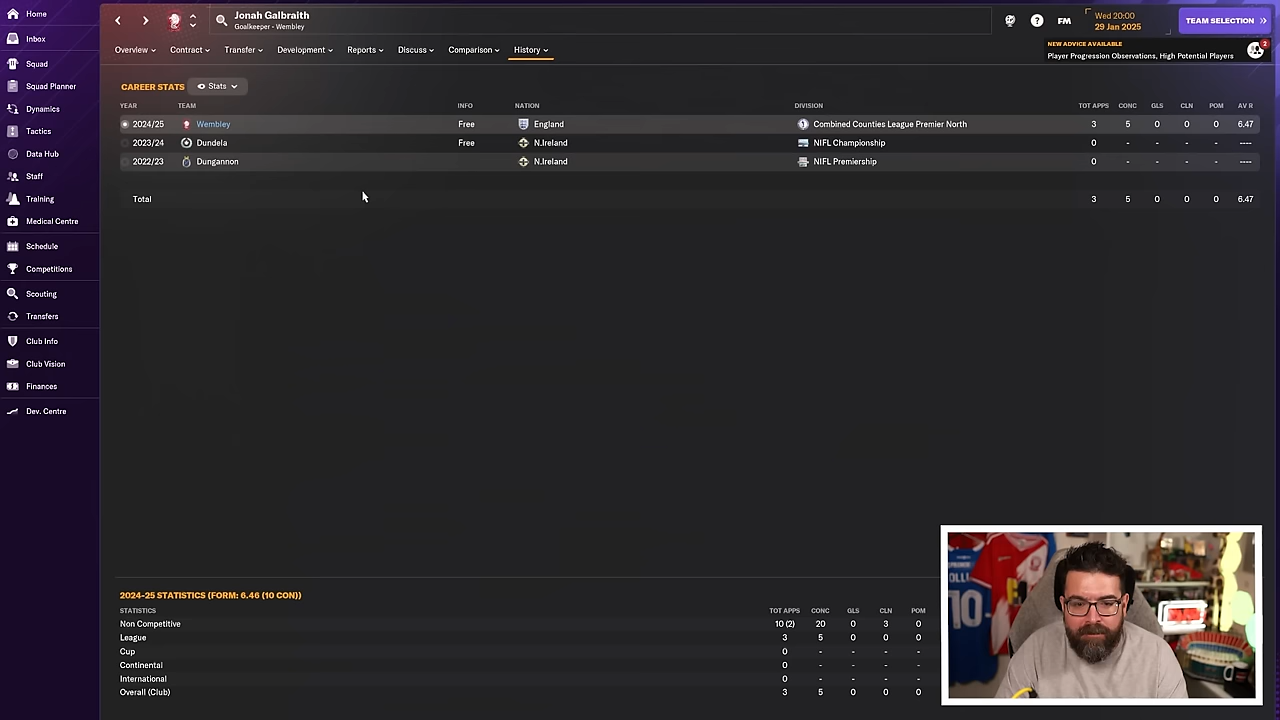 Home
Inbox
Squad
Squad Planner
Dynamics
Tactics
Data Hub
Staff
Training
Medical Centre
Schedule
Competitions
Scouting
Transfers
Club Info
Club Vision
Finances
Dev. Centre
Jonah Galbraith
Goalkeeper - Wembley
FM
Wed 20:00
29 Jan 2025
TEAM SELECTION
Overview Contract Transfer Development Reports Discuss Comparison History
NEW ADVICE AVAILABLE
Player Progression Observations, High Potential Players
2
CAREER STATS Stats
YEAR TEAM INFO NATION DIVISION TOT APPS CONC GLS CLN POM AV R
2024/25 Wembley Free England Combined Counties League Premier North 3 5 0 0 0 6.47
2023/24 Dundela Free N.Ireland NIFL Championship 0 - - - - ----
2022/23 Dungannon N.Ireland NIFL Premiership 0 - - - - ----
Total 3 5 0 0 0 6.47
2024-25 STATISTICS (FORM: 6.46 (10 CON))
STATISTICS TOT APPS CONC GLS CLN POM
Non Competitive 10 (2) 20 0 3 0
League 3 5 0 0 0
Cup 0 - - - -
Continental 0 - - - -
International 0 - - - -
Overall (Club) 3 5 0 0 0
10